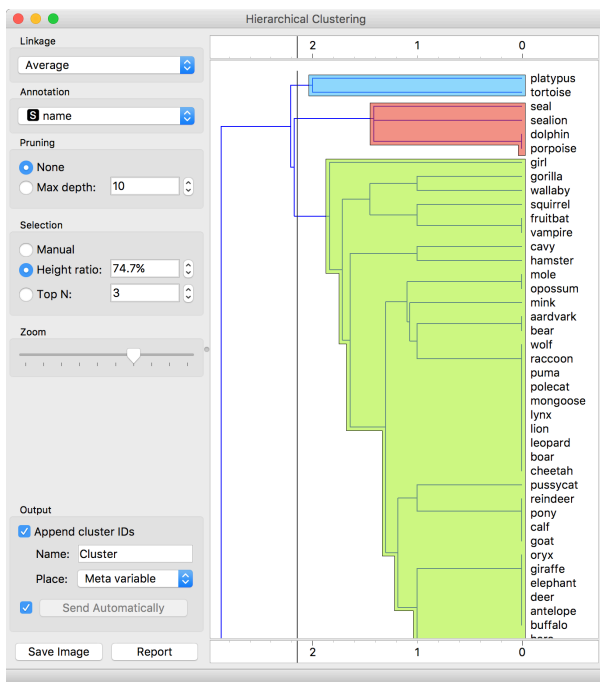 Hierarchical Clustering
Linkage
Average
Annotation
S name
Pruning
None
Max depth: 10
Selection
Manual
Height ratio: 74.7%
Top N: 3
Zoom
Output
Append cluster IDs
Name: Cluster
Place: Meta variable
Send Automatically
Save Image Report
2 1 0
platypus
tortoise
seal
sealion
dolphin
porpoise
girl
gorilla
wallaby
squirrel
fruitbat
vampire
cavy
hamster
mole
opossum
mink
aardvark
bear
wolf
raccoon
puma
polecat
mongoose
lynx
lion
leopard
boar
cheetah
pussycat
reindeer
pony
calf
goat
oryx
giraffe
elephant
deer
antelope
buffalo
2 1 0